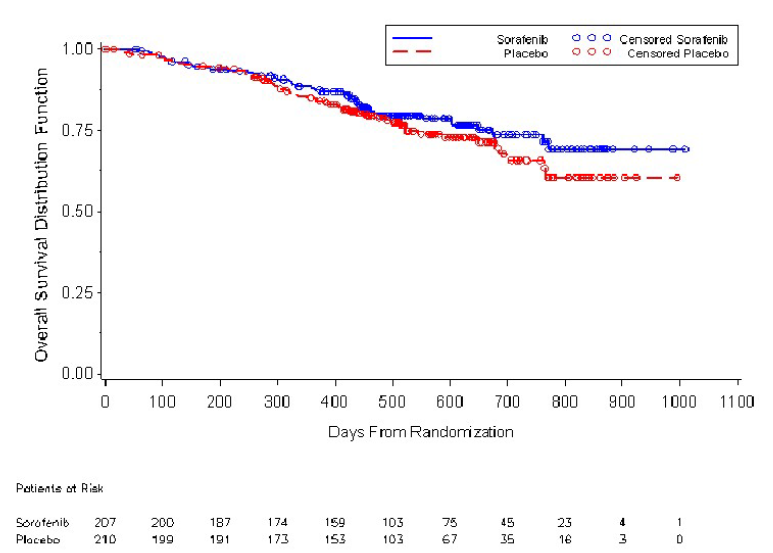 Sorafenib Censored Sorafenib
Placebo Censored Placebo
Overall Survival Distribution Function
1.00
0.75
0.50
0.25
0.00
0 100 200 300 400 500 600 700 800 900 1000 1100
Days From Randomization
Patients at Risk
Sorafenib 207 200 187 174 159 103 75 45 23 4 1
Placebo 210 199 191 173 153 103 67 35 16 3 0